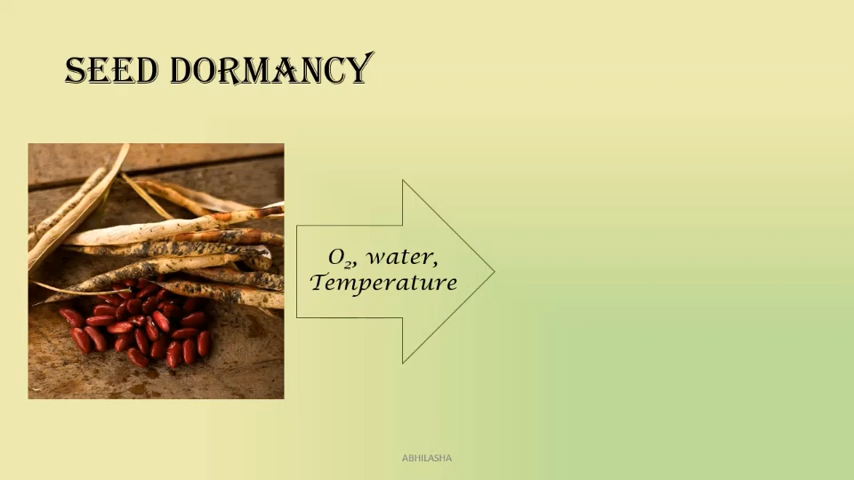 SEED DORMANCY
O₂, water,
Temperature
ABHILASHA